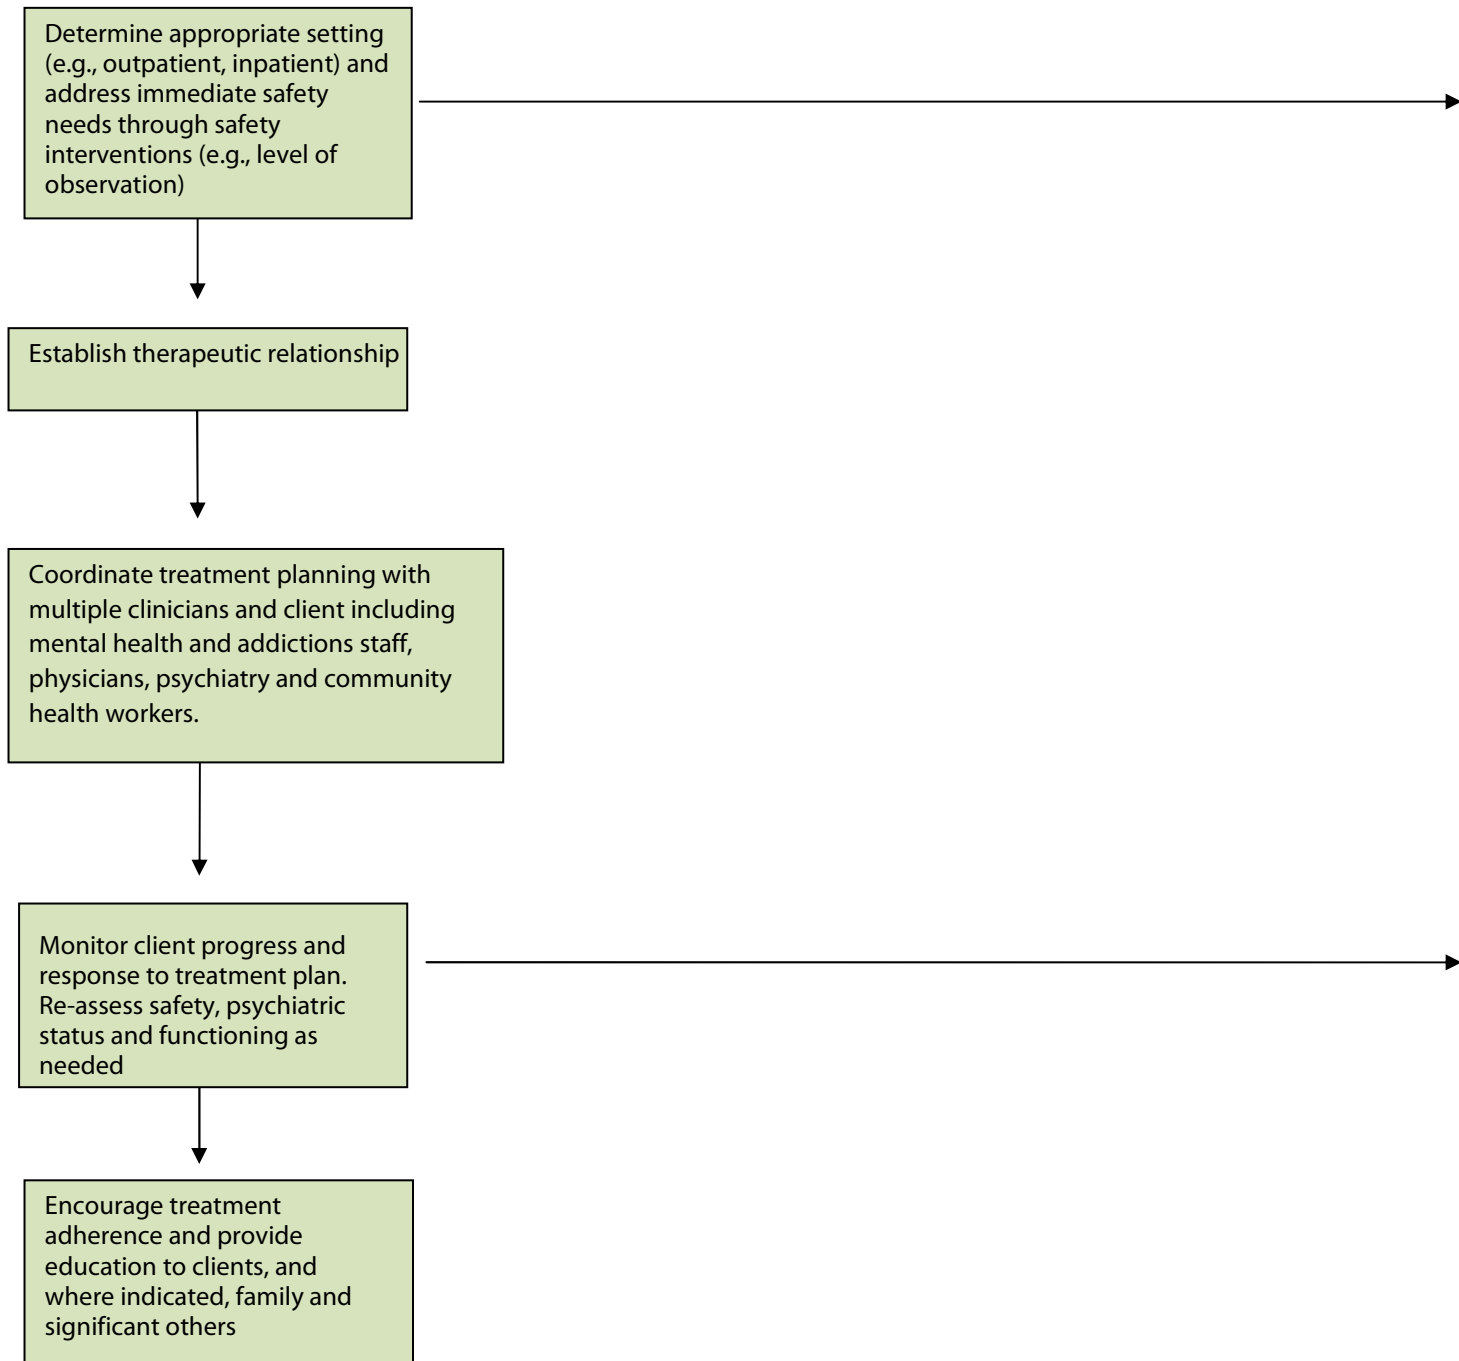 Determine appropriate setting
(e.g., outpatient, inpatient) and
address immediate safety
needs through safety
interventions (e.g., level of
observation)
Establish therapeutic relationship
Coordinate treatment planning with
multiple clinicians and client including
mental health and addictions staff,
physicians, psychiatry and community
health workers.
Monitor client progress and
response to treatment plan.
Re-assess safety, psychiatric
status and functioning as
needed
Encourage treatment
adherence and provide
education to clients, and
where indicated, family and
significant others